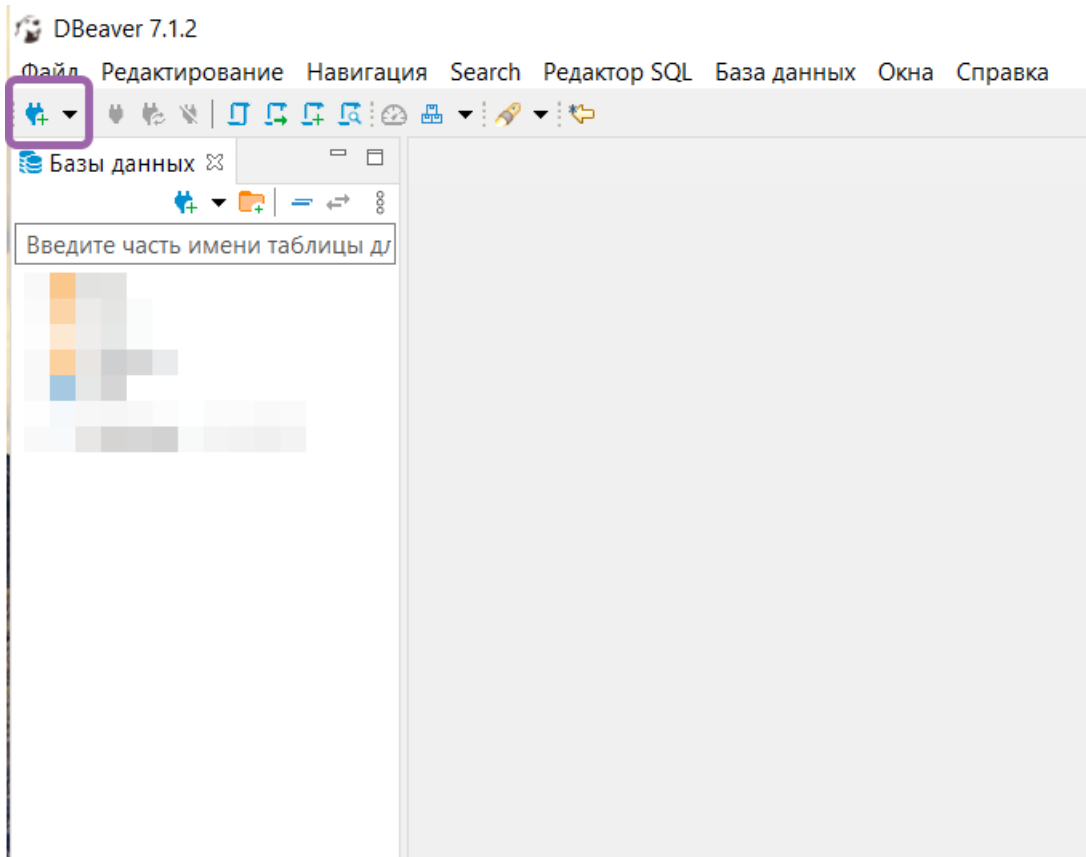 DBeaver 7.1.2
Файл Редактирование Навигация Search Редактор SQL База данных Окна Справка
Базы данных
Введите часть имени таблицы дл